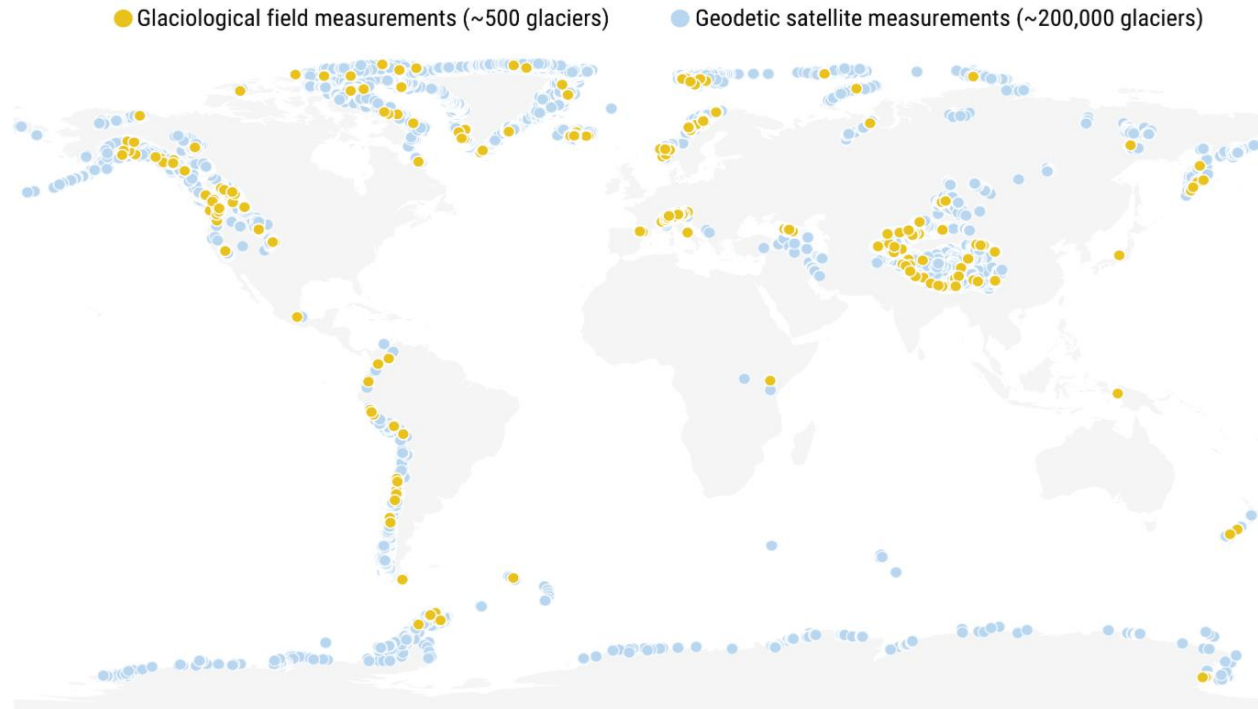 Glaciological field measurements (~500 glaciers)
Geodetic satellite measurements (~200,000 glaciers)